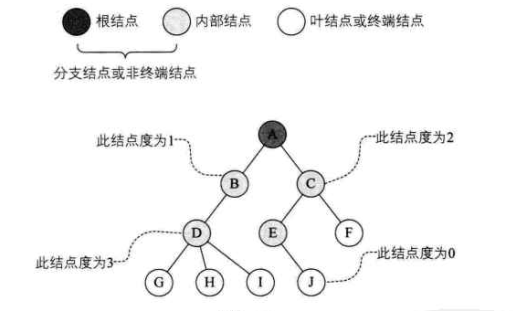 根结点 内部结点 叶结点或终端结点
分支结点或非终端结点
A
此结点度为1 此结点度为2
B C
D E F
此结点度为3 此结点度为0
G H I J